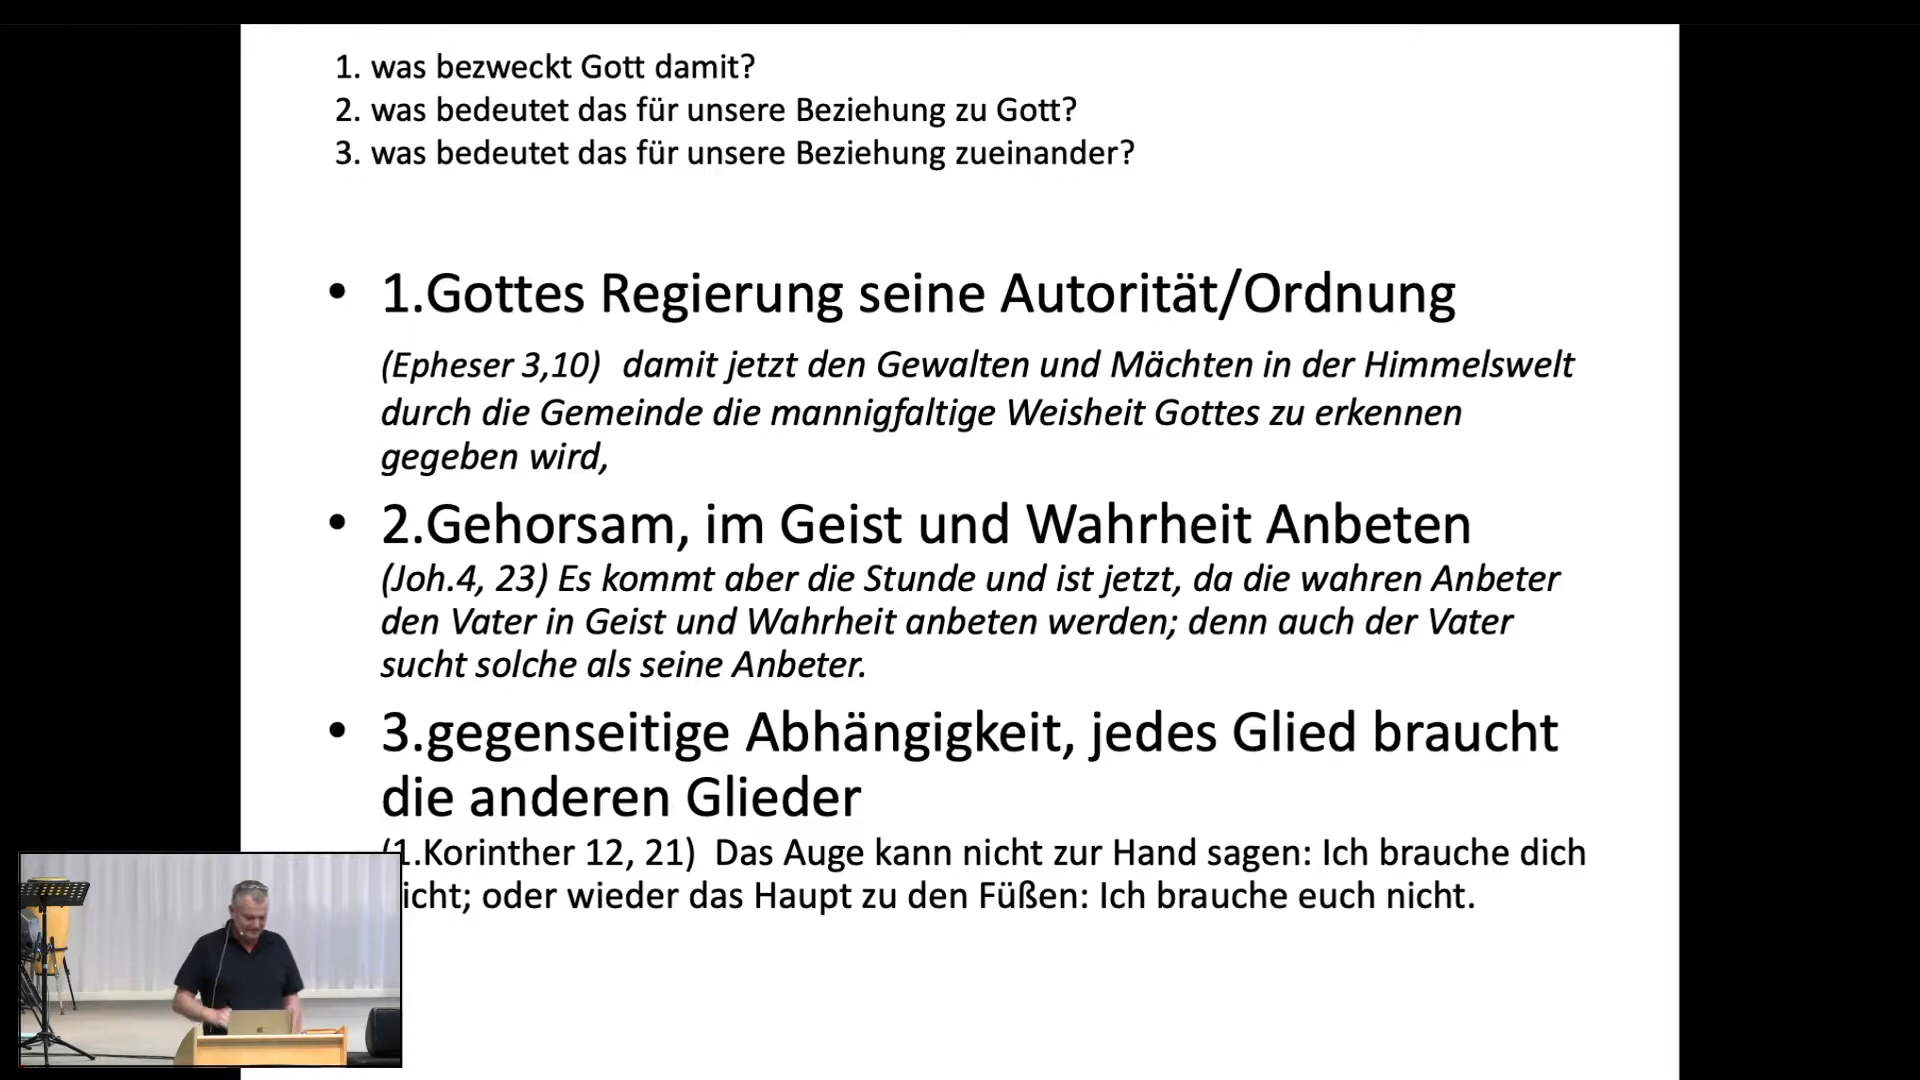 1. was bezweckt Gott damit?
2. was bedeutet das für unsere Beziehung zu Gott?
3. was bedeutet das für unsere Beziehung zueinander?
• 1.Gottes Regierung seine Autorität/Ordnung
(Epheser 3,10) damit jetzt den Gewalten und Mächten in der Himmelswelt
durch die Gemeinde die mannigfaltige Weisheit Gottes zu erkennen
gegeben wird,
• 2.Gehorsam, im Geist und Wahrheit Anbeten
(Joh.4, 23) Es kommt aber die Stunde und ist jetzt, da die wahren Anbeter
den Vater in Geist und Wahrheit anbeten werden; denn auch der Vater
sucht solche als seine Anbeter.
• 3.gegenseitige Abhängigkeit, jedes Glied braucht
die anderen Glieder
(1.Korinther 12, 21) Das Auge kann nicht zur Hand sagen: Ich brauche dich
icht; oder wieder das Haupt zu den Füßen: Ich brauche euch nicht.